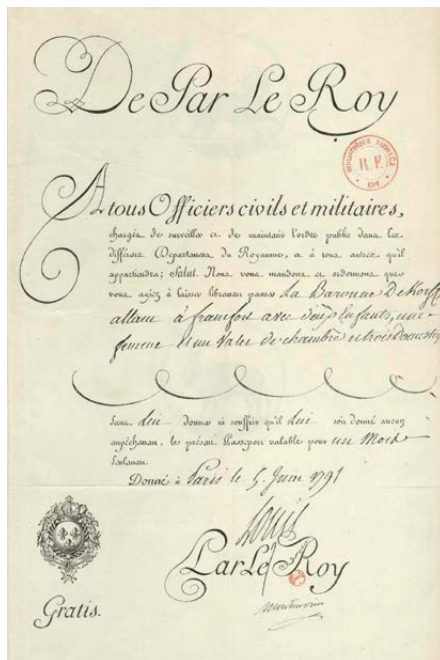 De Par Le Roy
BIBLIOTHÈQUE
R.F.
A tous Officiers civils et militaires,
chargés de surveiller et de maintenir l'ordre public dans les
différens Départemens du Royaume, et à tous autres qu'il
appartiendra; Salut. Nous vous mandons et ordonnons que
vous ayiez à laisser librement passer La Baronne De Korff
allant à francfort avec deux enfants, une
femme et un Valet de chambre et trois Domestiques
Sans Lui donner ni souffrir qu'il Lui soit donné aucun
empêchement, le présent Passeport valable pour un Mois
Seulement.
Donné à Paris le 5 Juin 1791
Louis
Par Le Roy
Montmorin
Gratis.